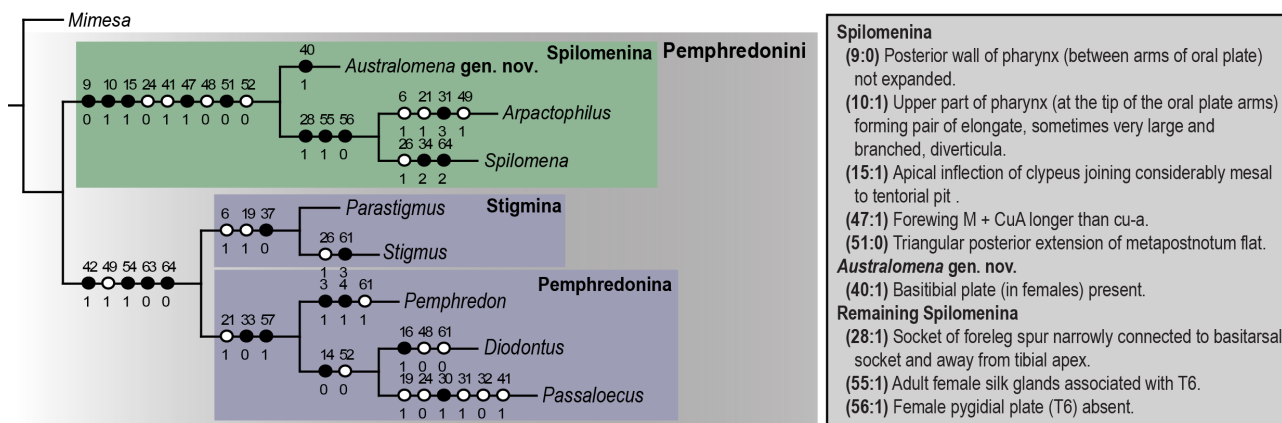 Mimesa
Spilomenina Pemphredonini
40
Australomena gen. nov.
1
9 10 15 24 41 47 48 51 52
0 1 1 0 1 1 0 0 0
6 21 31 49
Arpactophilus
1 1 3 1
28 55 56
1 1 0
26 34 64
Spilomena
1 2 2
6 19 37
1 1 0
Parastigmus
Stigmina
26 61
Stigmus
1 3
42 49 54 63 64
1 1 1 0 0
Pemphredonina
3 4 61
Pemphredon
1 1 1
21 33 57
1 0 1
16 48 61
Diodontus
1 0 0
14 52
0 0
19 24 30 31 32 41
Passaloecus
1 0 1 1 0 1
Spilomenina
(9:0) Posterior wall of pharynx (between arms of oral plate)
not expanded.
(10:1) Upper part of pharynx (at the tip of the oral plate arms)
forming pair of elongate, sometimes very large and
branched, diverticula.
(15:1) Apical inflection of clypeus joining considerably mesal
to tentorial pit .
(47:1) Forewing M + CuA longer than cu-a.
(51:0) Triangular posterior extension of metapostnotum flat.
Australomena gen. nov.
(40:1) Basitibial plate (in females) present.
Remaining Spilomenina
(28:1) Socket of foreleg spur narrowly connected to basitarsal
socket and away from tibial apex.
(55:1) Adult female silk glands associated with T6.
(56:1) Female pygidial plate (T6) absent.